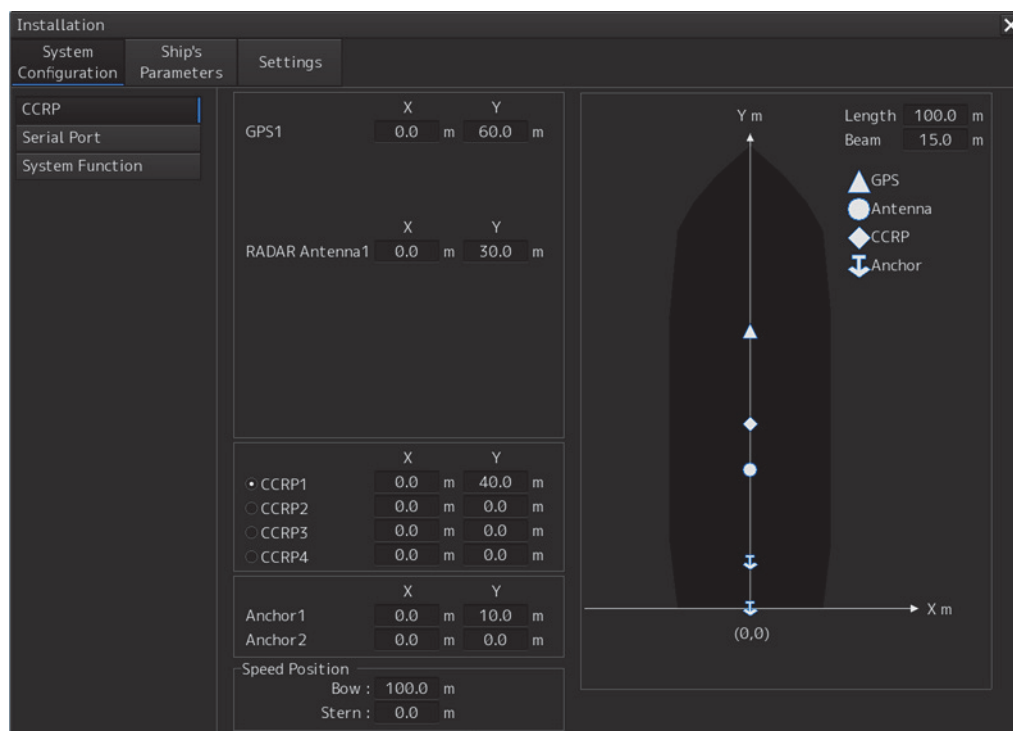 Installation
System Configuration
Ship's Parameters
Settings
CCRP
Serial Port
System Function
X Y
GPS1 0.0 m 60.0 m
X Y
RADAR Antenna1 0.0 m 30.0 m
X Y
CCRP1 0.0 m 40.0 m
CCRP2 0.0 m 0.0 m
CCRP3 0.0 m 0.0 m
CCRP4 0.0 m 0.0 m
X Y
Anchor1 0.0 m 10.0 m
Anchor2 0.0 m 0.0 m
Speed Position
Bow : 100.0 m
Stern : 0.0 m
Y m
Length 100.0 m
Beam 15.0 m
GPS
Antenna
CCRP
Anchor
X m
(0,0)